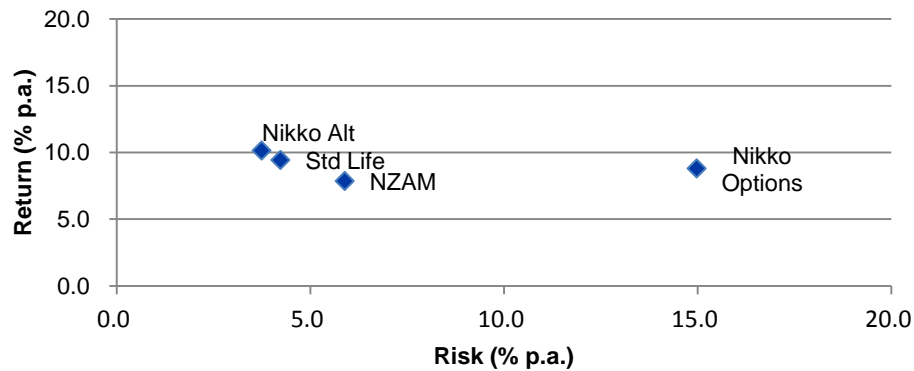 20.0
15.0
10.0
5.0
0.0
Return (% p.a.)
Nikko Alt
Std Life
NZAM
Nikko
Options
0.0
5.0
10.0
15.0
20.0
Risk (% p.a.)